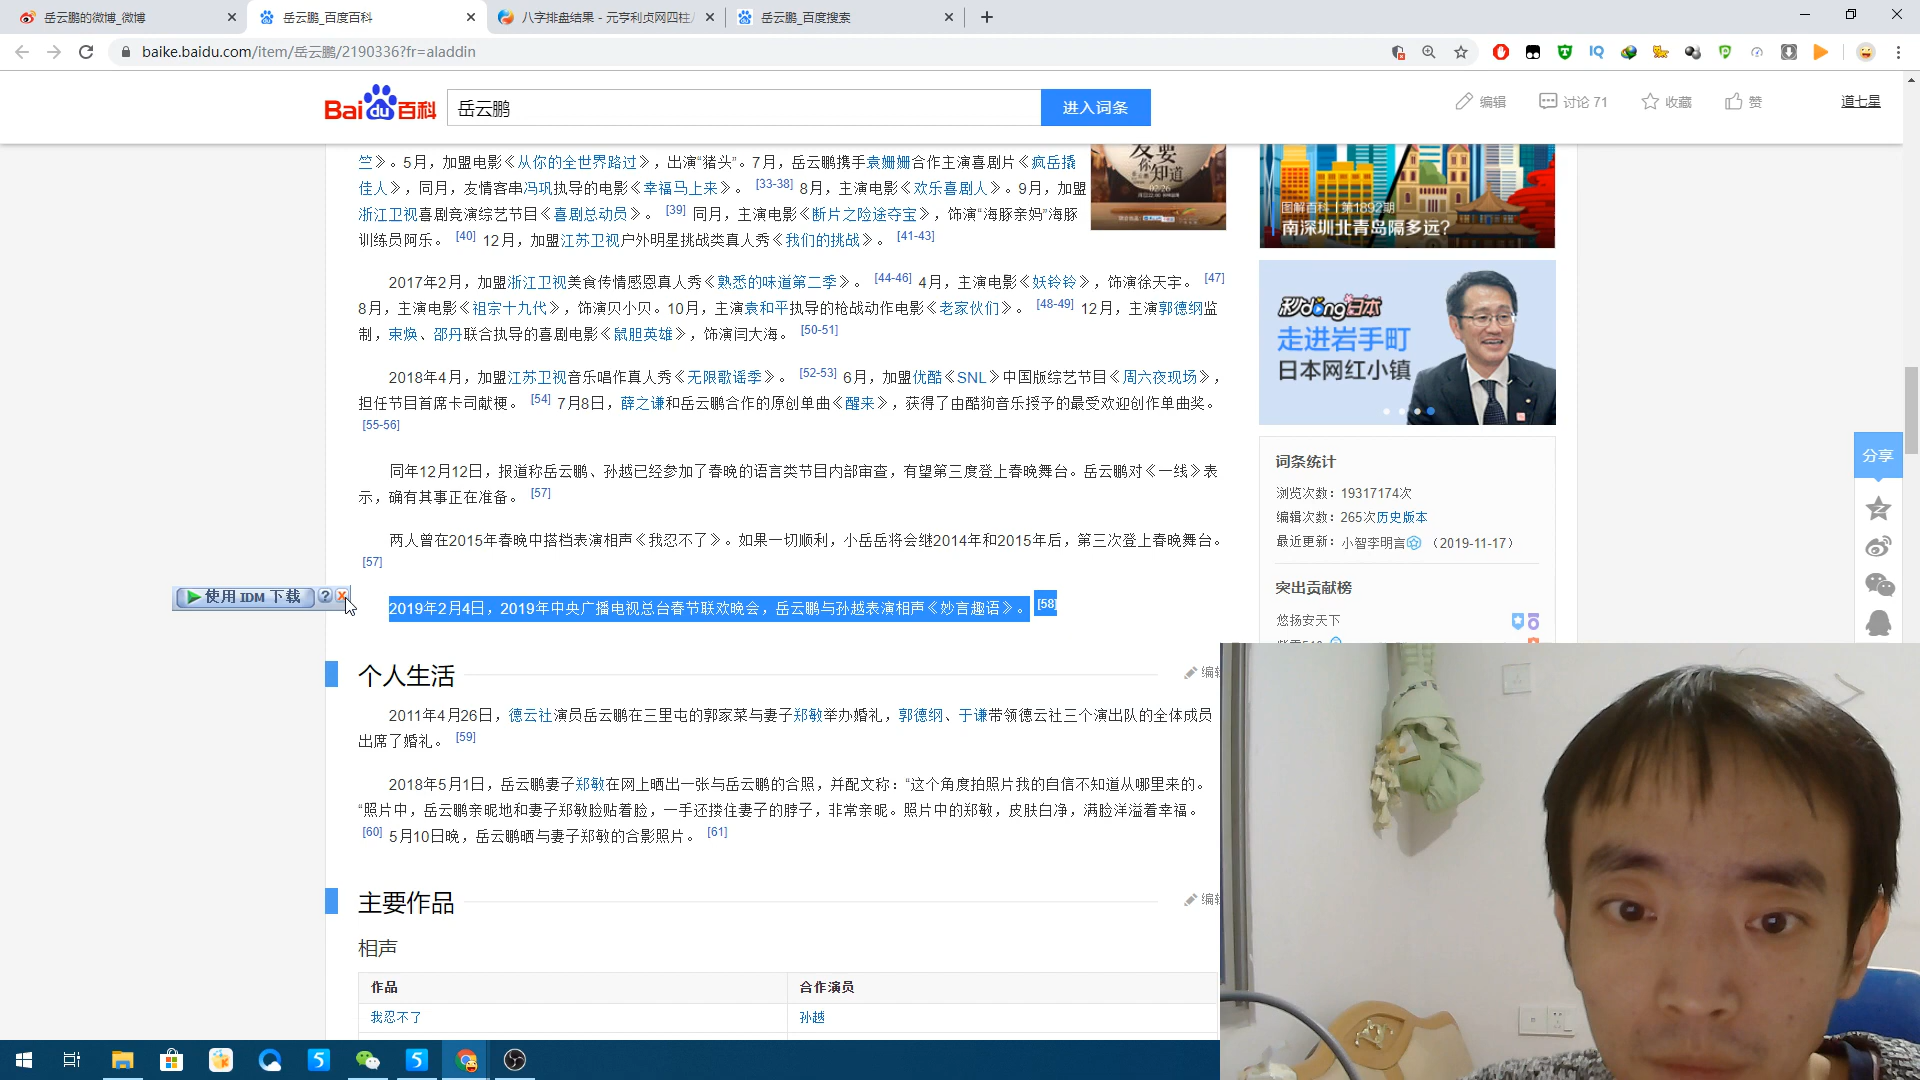 岳云鹏的微博_微博
岳云鹏_百度百科
八字排盘结果 - 元亨利贞网四柱
岳云鹏_百度搜索
baike.baidu.com/item/岳云鹏/2190336?fr=aladdin
Bai du 百科
岳云鹏
进入词条
编辑
讨论 71
收藏
赞
道七星
竺》。5月，加盟电影《从你的全世界路过》，出演“猪头”。7月，岳云鹏携手袁姗姗合作主演喜剧片《疯岳撬
佳人》，同月，友情客串冯巩执导的电影《幸福马上来》。 [33-38] 8月，主演电影《欢乐喜剧人》。9月，加盟
浙江卫视喜剧竞演综艺节目《喜剧总动员》。 [39] 同月，主演电影《断片之险途夺宝》，饰演“海豚亲妈”海豚
训练员阿乐。 [40] 12月，加盟江苏卫视户外明星挑战类真人秀《我们的挑战》。 [41-43]
2017年2月，加盟浙江卫视美食传情感恩真人秀《熟悉的味道第二季》。 [44-46] 4月，主演电影《妖铃铃》，饰演徐天宇。 [47]
8月，主演电影《祖宗十九代》，饰演贝小贝。10月，主演袁和平执导的枪战动作电影《老家伙们》。 [48-49] 12月，主演郭德纲监
制，束焕、邵丹联合执导的喜剧电影《鼠胆英雄》，饰演闫大海。 [50-51]
2018年4月，加盟江苏卫视音乐唱作真人秀《无限歌谣季》。 [52-53] 6月，加盟优酷《SNL》中国版综艺节目《周六夜现场》，
担任节目首席卡司献梗。 [54] 7月8日，薛之谦和岳云鹏合作的原创单曲《醒来》，获得了由酷狗音乐授予的最受欢迎创作单曲奖。
[55-56]
同年12月12日，报道称岳云鹏、孙越已经参加了春晚的语言类节目内部审查，有望第三度登上春晚舞台。岳云鹏对《一线》表
示，确有其事正在准备。 [57]
两人曾在2015年春晚中搭档表演相声《我忍不了》。如果一切顺利，小岳岳将会继2014年和2015年后，第三次登上春晚舞台。
[57]
使用 IDM 下载
2019年2月4日，2019年中央广播电视总台春节联欢晚会，岳云鹏与孙越表演相声《妙言趣语》。 [58]
个人生活
编辑
2011年4月26日，德云社演员岳云鹏在三里屯的郭家菜与妻子郑敏举办婚礼，郭德纲、于谦带领德云社三个演出队的全体成员
出席了婚礼。 [59]
2018年5月1日，岳云鹏妻子郑敏在网上晒出一张与岳云鹏的合照，并配文称：“这个角度拍照片我的自信不知道从哪里来的。
“照片中，岳云鹏亲昵地和妻子郑敏脸贴着脸，一手还搂住妻子的脖子，非常亲昵。照片中的郑敏，皮肤白净，满脸洋溢着幸福。
[60] 5月10日晚，岳云鹏晒与妻子郑敏的合影照片。 [61]
主要作品
编辑
相声
作品
合作演员
我忍不了
孙越
友要
你知道
02/26
图解百科 | 第1892期
南深圳北青岛隔多远？
秒dǒng日本
走进岩手町
日本网红小镇
词条统计
浏览次数：19317174次
编辑次数：265次历史版本
最近更新：小智李明言 （2019-11-17）
突出贡献榜
悠扬安天下
分享